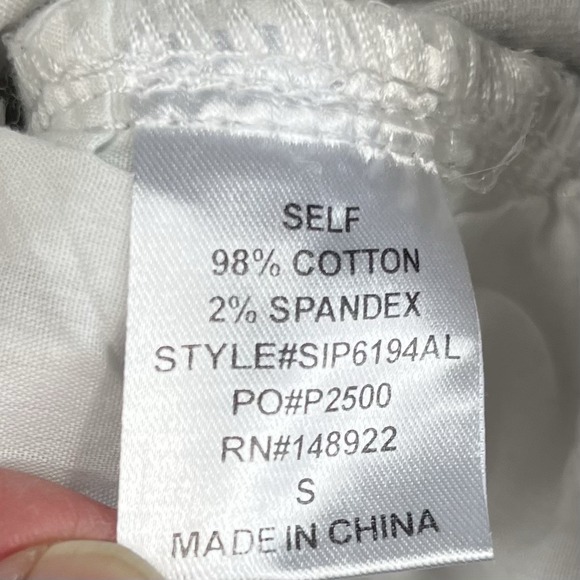 SELF
98% COTTON
2% SPANDEX
STYLE#SIP6194AL
PO#P2500
RN#148922
S
MADE IN CHINA